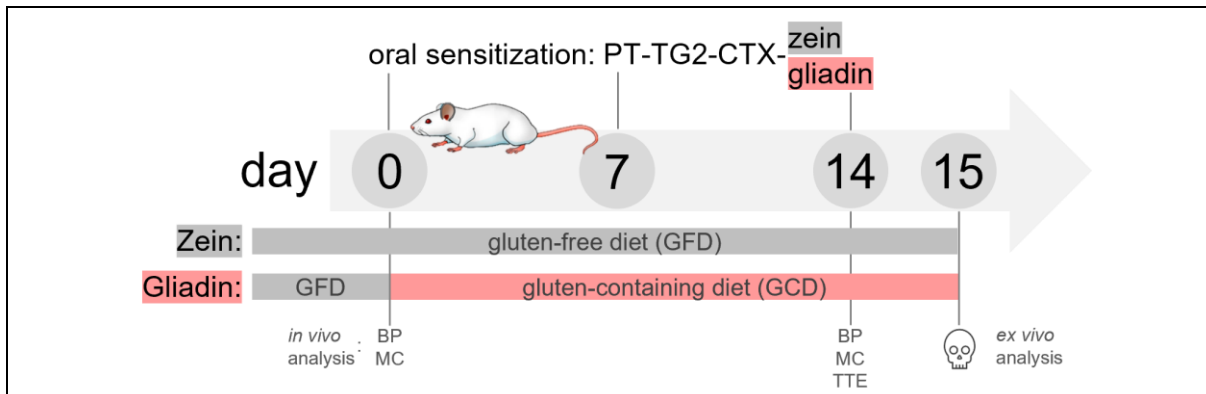 zein
oral sensitization: PT-TG2-CTX-
gliadin
day 0 7 14 15
Zein: gluten-free diet (GFD)
Gliadin: GFD gluten-containing diet (GCD)
in vivo analysis : BP MC
BP
MC
TTE
ex vivo
analysis